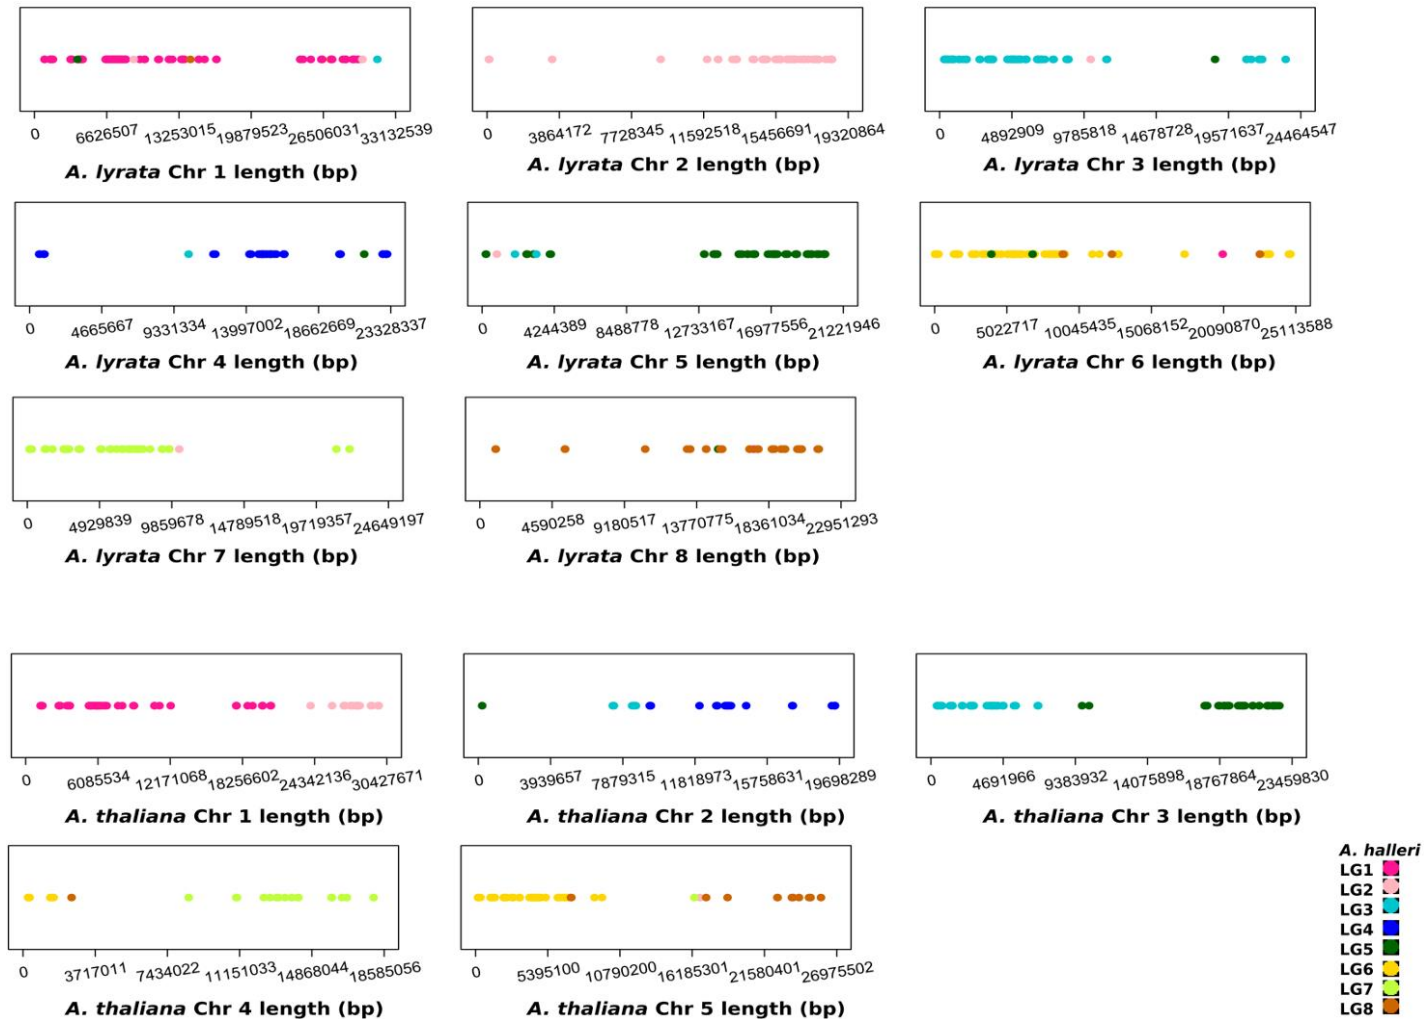 0 6626507 13253015 19879523 26506031 33132539
A. lyrata Chr 1 length (bp)
0 3864172 7728345 11592518 15456691 19320864
A. lyrata Chr 2 length (bp)
0 4892909 9785818 14678728 19571637 24464547
A. lyrata Chr 3 length (bp)
0 4665667 9331334 13997002 18662669 23328337
A. lyrata Chr 4 length (bp)
0 4244389 8488778 12733167 16977556 21221946
A. lyrata Chr 5 length (bp)
0 5022717 10045435 15068152 20090870 25113588
A. lyrata Chr 6 length (bp)
0 4929839 9859678 14789518 19719357 24649197
A. lyrata Chr 7 length (bp)
0 4590258 9180517 13770775 18361034 22951293
A. lyrata Chr 8 length (bp)
0 6085534 12171068 18256602 24342136 30427671
A. thaliana Chr 1 length (bp)
0 3939657 7879315 11818973 15758631 19698289
A. thaliana Chr 2 length (bp)
0 4691966 9383932 14075898 18767864 23459830
A. thaliana Chr 3 length (bp)
0 3717011 7434022 11151033 14868044 18585056
A. thaliana Chr 4 length (bp)
0 5395100 10790200 16185301 21580401 26975502
A. thaliana Chr 5 length (bp)
A. halleri
LG1
LG2
LG3
LG4
LG5
LG6
LG7
LG8